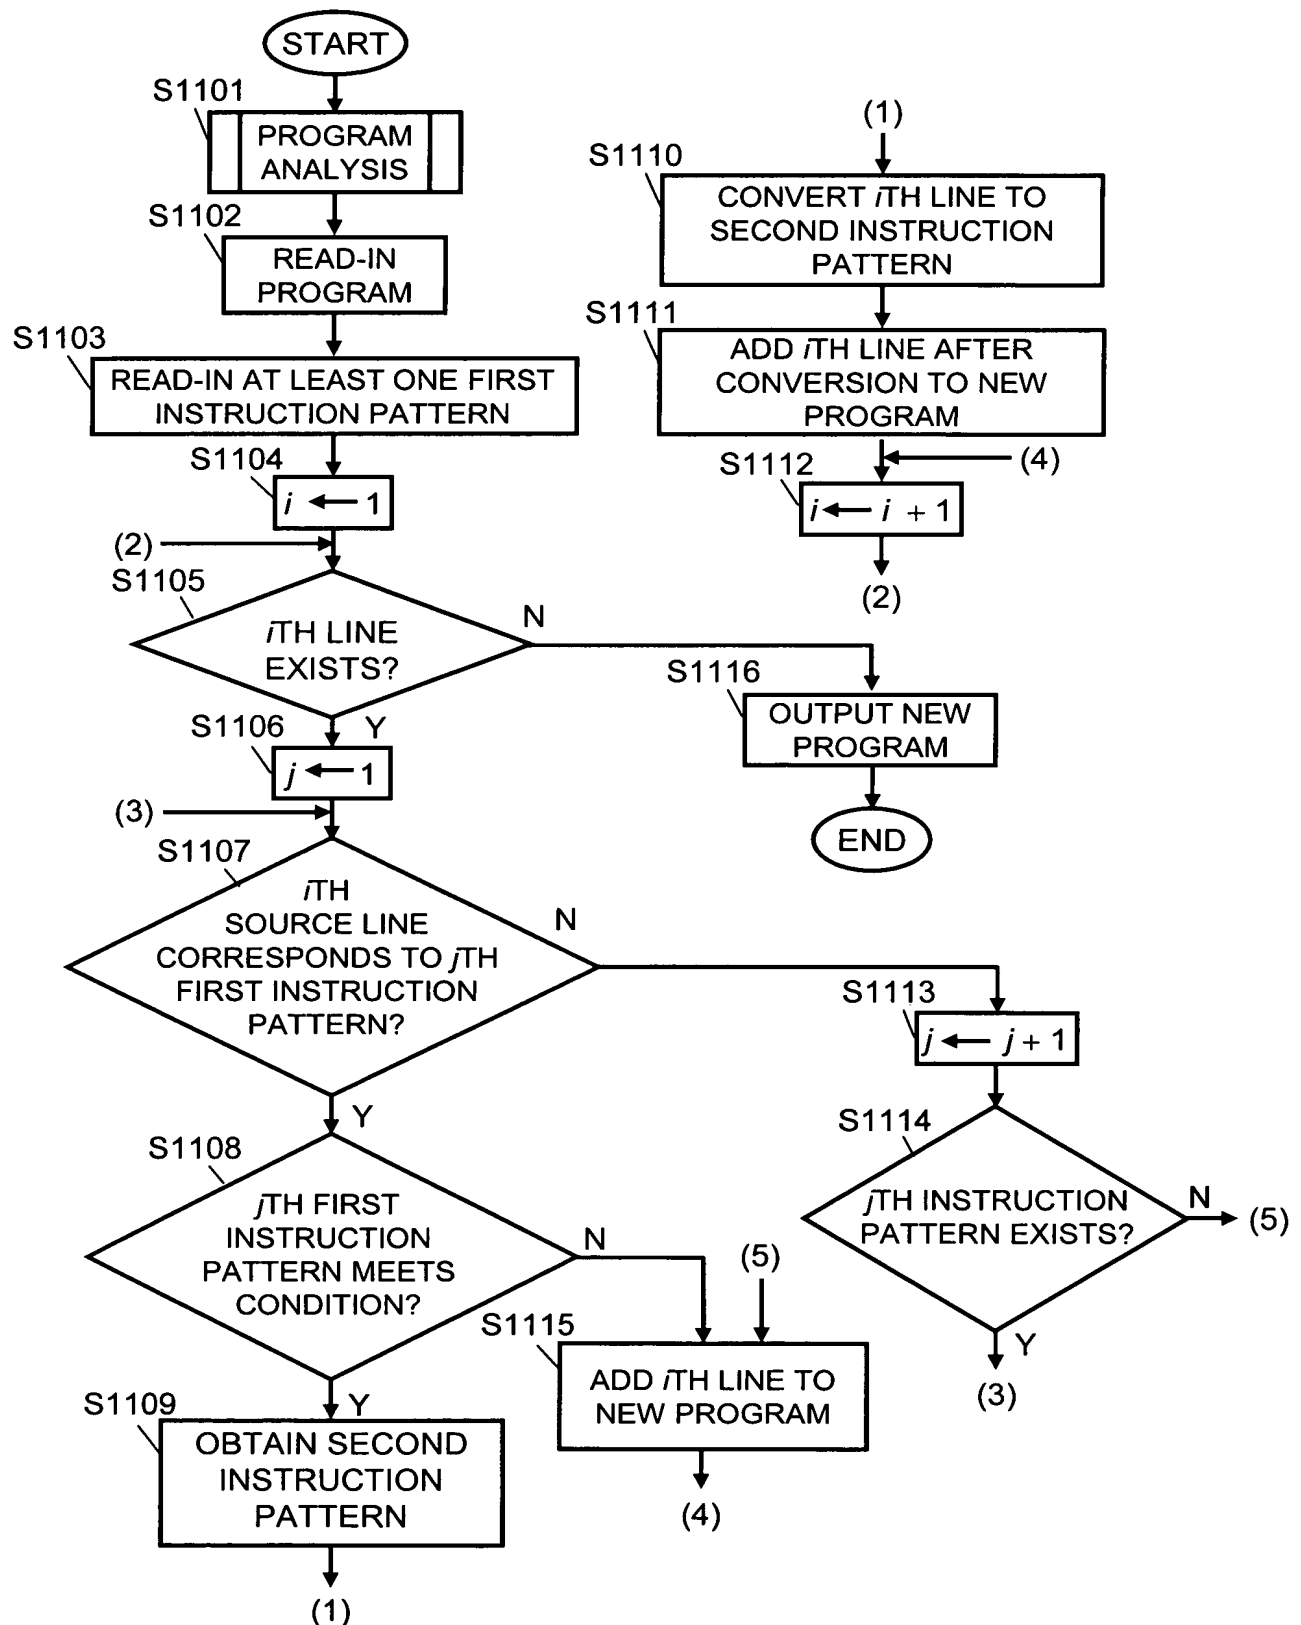 START
S1101
PROGRAM
ANALYSIS
S1102
READ-IN
PROGRAM
S1103
READ-IN AT LEAST ONE FIRST
INSTRUCTION PATTERN
S1104
i ← 1
(2)
S1105
iTH LINE
EXISTS?
N
Y
S1106
j ← 1
(3)
S1107
iTH
SOURCE LINE
CORRESPONDS TO jTH
FIRST INSTRUCTION
PATTERN?
N
Y
S1108
jTH FIRST
INSTRUCTION
PATTERN MEETS
CONDITION?
N
Y
S1109
OBTAIN SECOND
INSTRUCTION
PATTERN
(1)
(1)
S1110
CONVERT iTH LINE TO
SECOND INSTRUCTION
PATTERN
S1111
ADD iTH LINE AFTER
CONVERSION TO NEW
PROGRAM
(4)
S1112
i ← i + 1
(2)
S1116
OUTPUT NEW
PROGRAM
END
S1113
j ← j + 1
S1114
jTH INSTRUCTION
PATTERN EXISTS?
N
(5)
Y
(3)
(5)
S1115
ADD iTH LINE TO
NEW PROGRAM
(4)